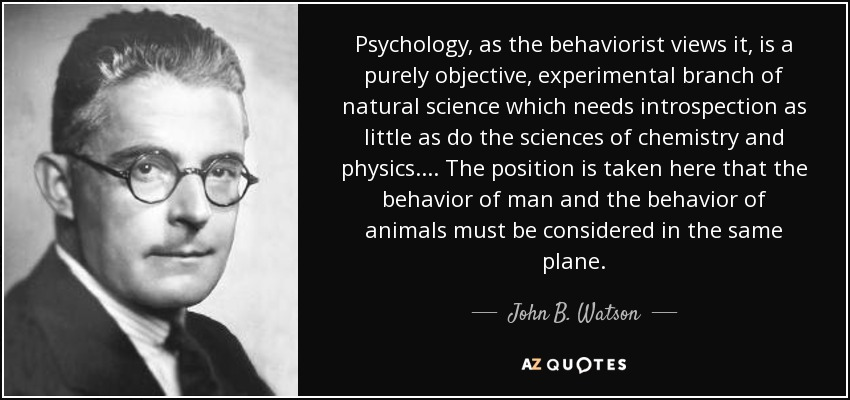 Psychology, as the behaviorist views it, is a
purely objective, experimental branch of
natural science which needs introspection as
little as do the sciences of chemistry and
physics.... The position is taken here that the
behavior of man and the behavior of
animals must be considered in the same
plane.
John B. Watson
AZ QUOTES